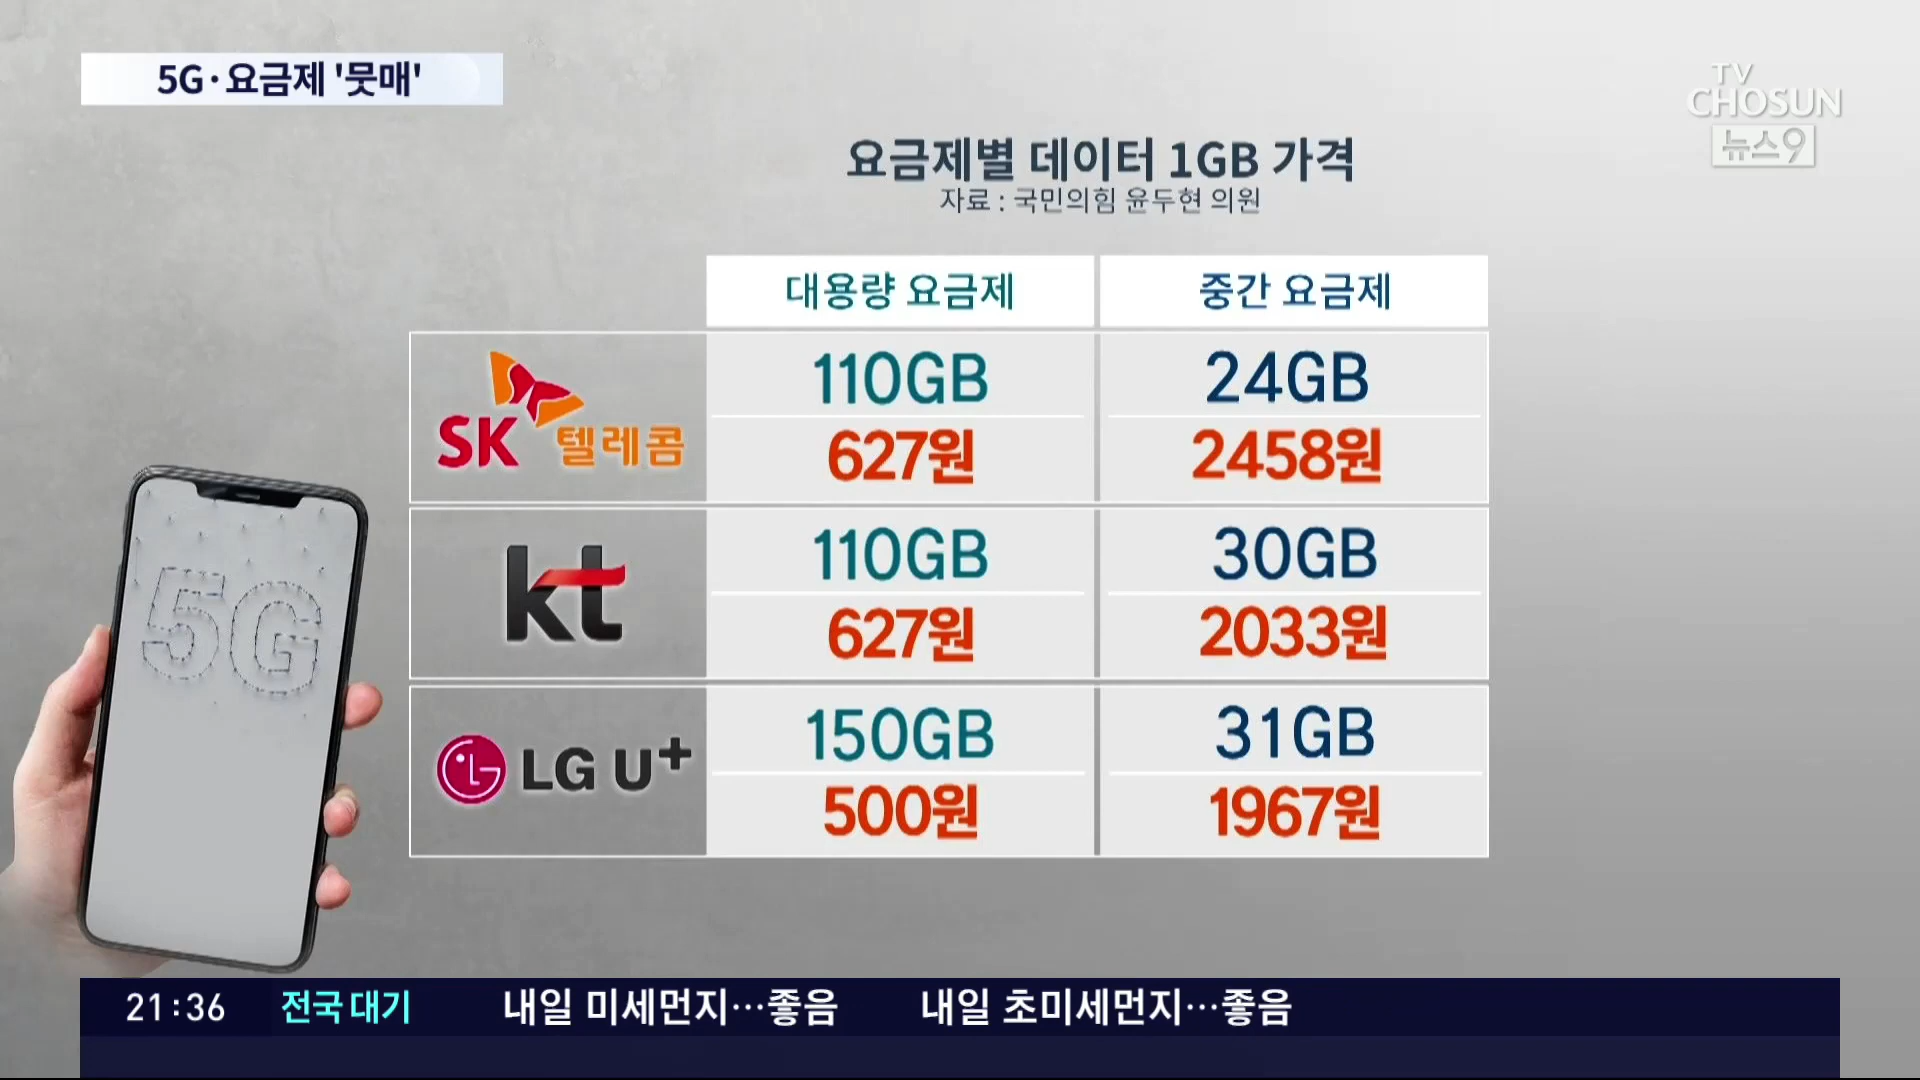 5G·요금제 '뭇매'
TV
CHOSUN
뉴스9
요금제별 데이터 1GB 가격
자료 : 국민의힘 윤두현 의원
대용량 요금제 중간 요금제
SK 텔레콤
110GB 24GB
627원 2458원
kt
110GB 30GB
627원 2033원
LG U+
150GB 31GB
500원 1967원
5G
21:36 전국 대기 내일 미세먼지…좋음 내일 초미세먼지…좋음